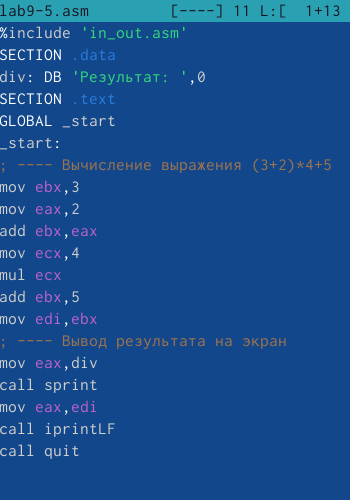 lab9-5.asm [----] 11 L:[ 1+13
%include 'in_out.asm'
SECTION .data
div: DB 'Результат: ',0
SECTION .text
GLOBAL _start
_start:
; ---- Вычисление выражения (3+2)*4+5
mov ebx,3
mov eax,2
add ebx,eax
mov ecx,4
mul ecx
add ebx,5
mov edi,ebx
; ---- Вывод результата на экран
mov eax,div
call sprint
mov eax,edi
call iprintLF
call quit